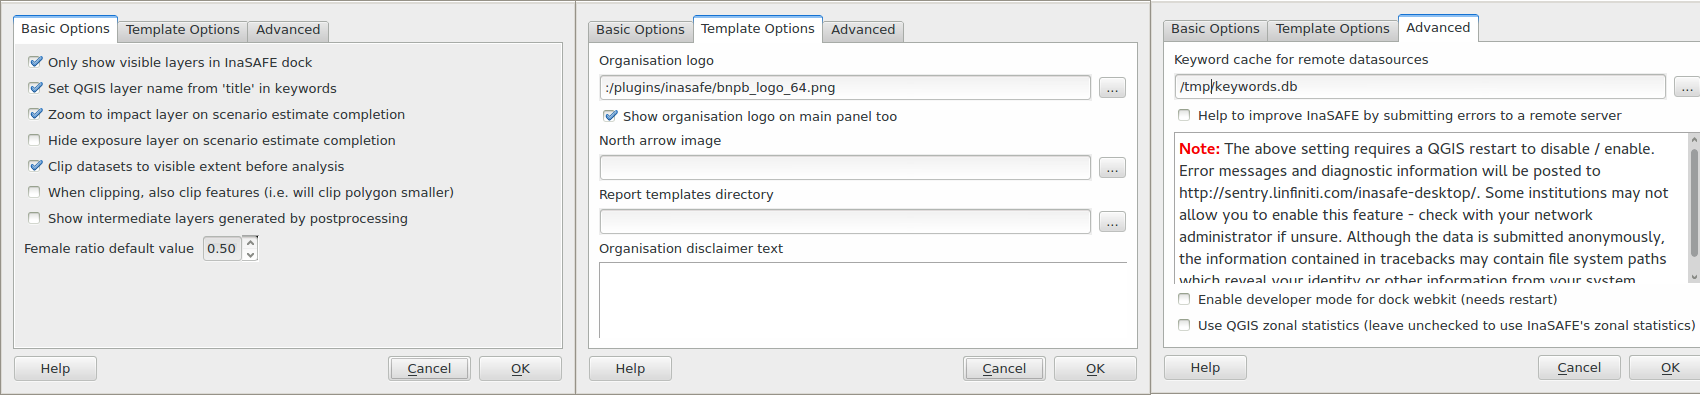 Basic Options Template Options Advanced
Only show visible layers in InaSAFE dock
Set QGIS layer name from 'title' in keywords
Zoom to impact layer on scenario estimate completion
Hide exposure layer on scenario estimate completion
Clip datasets to visible extent before analysis
When clipping, also clip features (i.e. will clip polygon smaller)
Show intermediate layers generated by postprocessing
Female ratio default value 0.50
Help Cancel OK
Basic Options Template Options Advanced
Organisation logo
:/plugins/inasafe/bnpb_logo_64.png ...
Show organisation logo on main panel too
North arrow image
...
Report templates directory
...
Organisation disclaimer text
Help Cancel OK
Basic Options Template Options Advanced
Keyword cache for remote datasources
/tmp/keywords.db ...
Help to improve InaSAFE by submitting errors to a remote server
Note: The above setting requires a QGIS restart to disable / enable.
Error messages and diagnostic information will be posted to
http://sentry.linfiniti.com/inasafe-desktop/. Some institutions may not
allow you to enable this feature - check with your network
administrator if unsure. Although the data is submitted anonymously,
the information contained in tracebacks may contain file system paths
which reveal your identity or other information from your system
Enable developer mode for dock webkit (needs restart)
Use QGIS zonal statistics (leave unchecked to use InaSAFE's zonal statistics)
Help Cancel OK